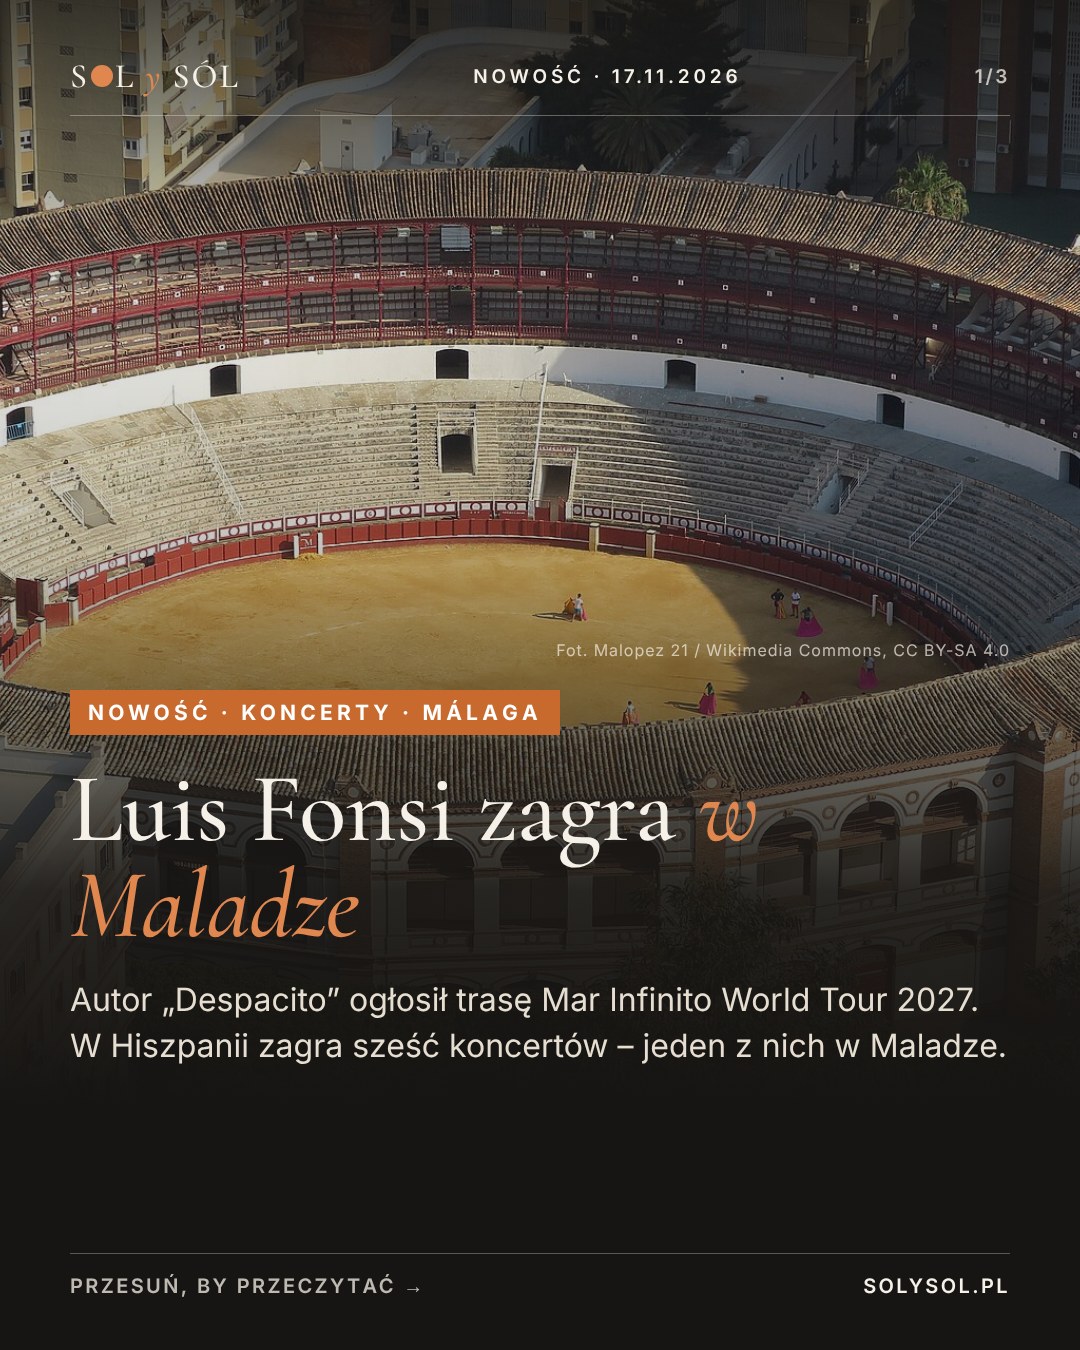 SOL y SÓL
NOWOŚĆ · 17.11.2026
1/3
Fot. Malopez 21 / Wikimedia Commons, CC BY-SA 4.0
NOWOŚĆ · KONCERTY · MÁLAGA
Luis Fonsi zagra w
Maladze
Autor „Despacito” ogłosił trasę Mar Infinito World Tour 2027.
W Hiszpanii zagra sześć koncertów – jeden z nich w Maladze.
PRZESUŃ, BY PRZECZYTAĆ →
SOLYSOL.PL